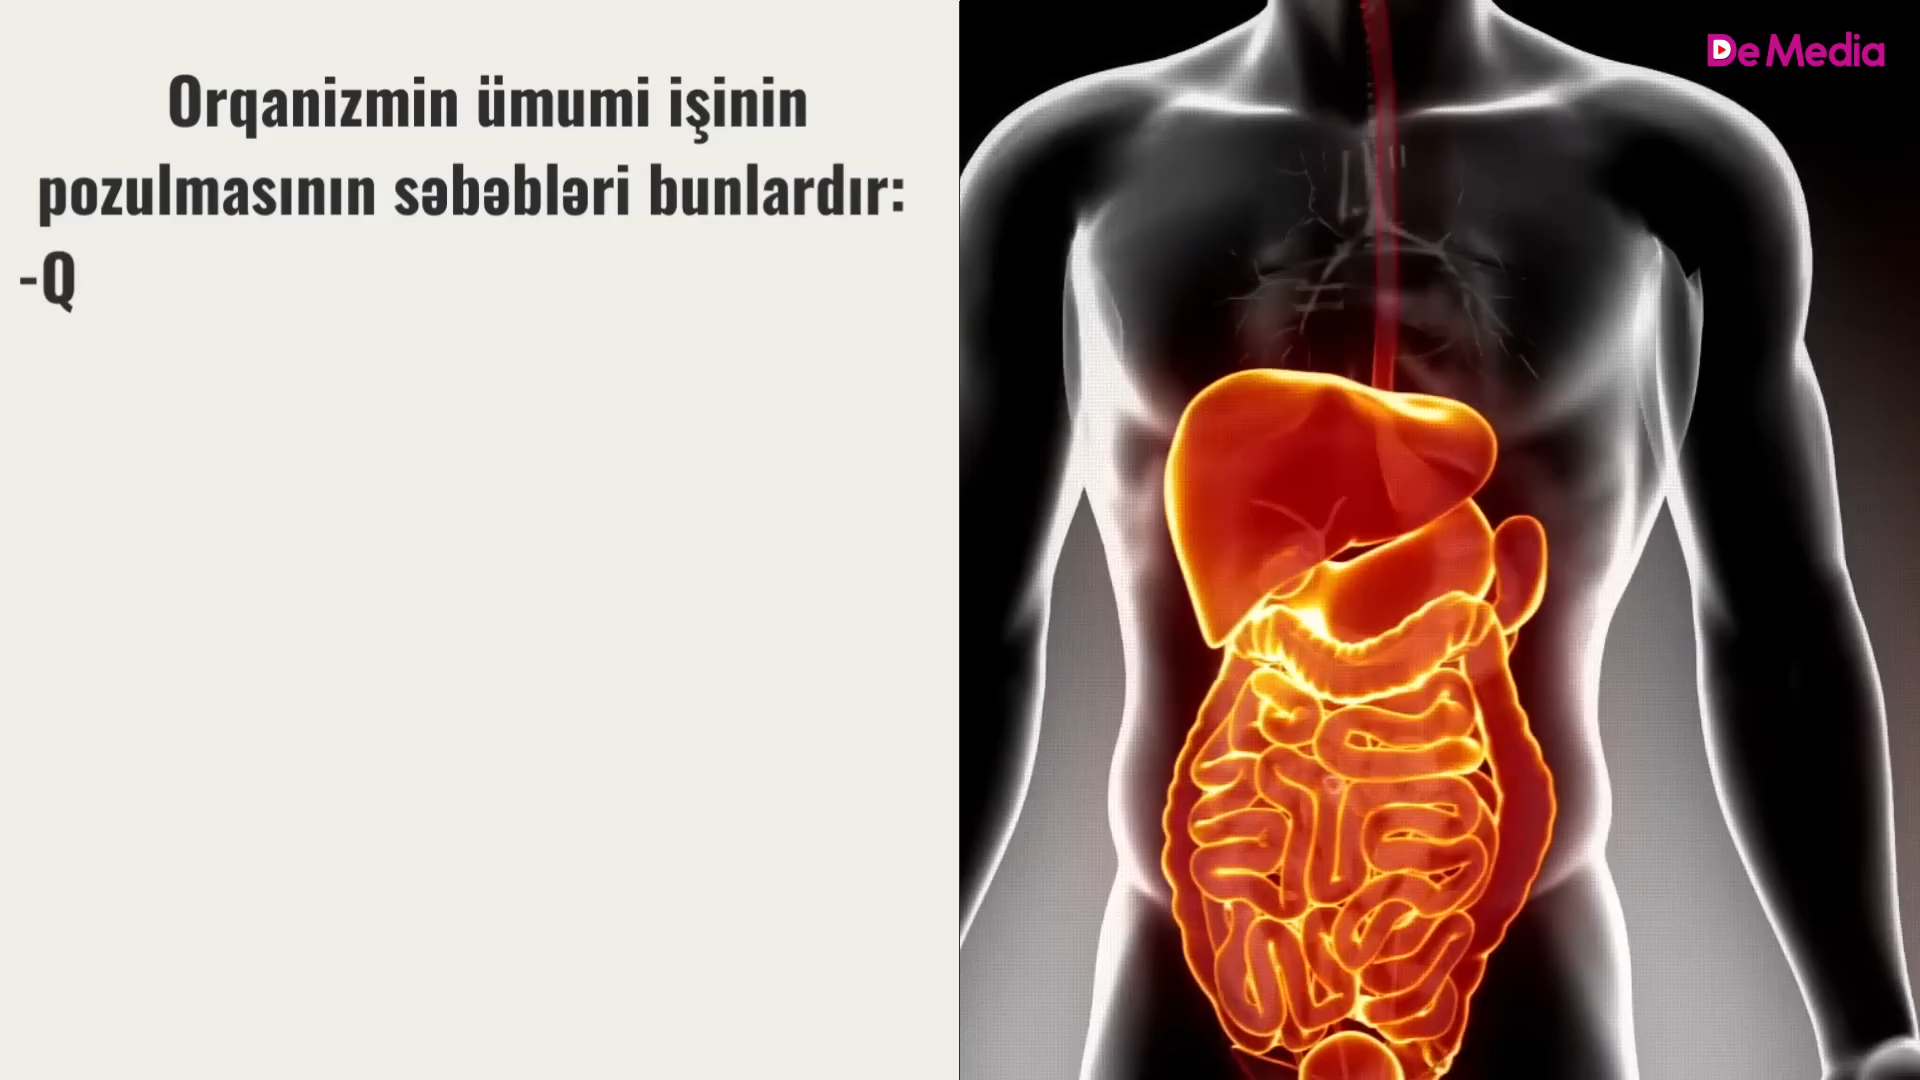 Orqanizmin ümumi işinin
pozulmasının səbəbləri bunlardır:
-Q
De Media